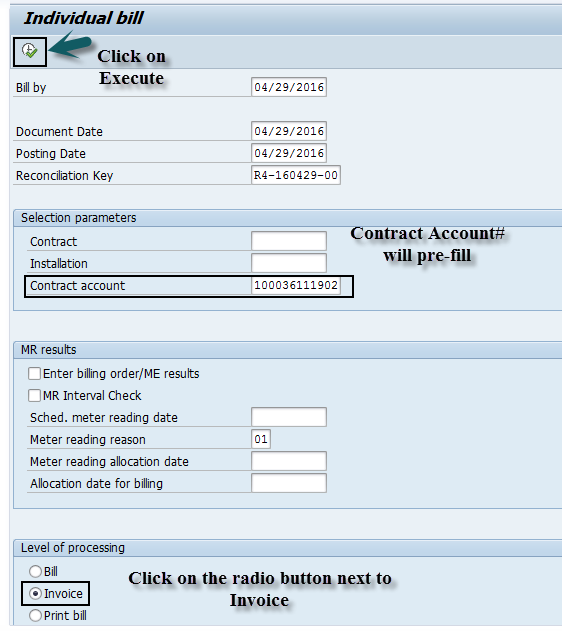 Individual bill
Click on
Execute
Bill by 04/29/2016
Document Date 04/29/2016
Posting Date 04/29/2016
Reconciliation Key R4-160429-00
Selection parameters
Contract
Contract Account#
will pre-fill
Installation
Contract account 100036111902
MR results
Enter billing order/ME results
MR Interval Check
Sched. meter reading date
Meter reading reason 01
Meter reading allocation date
Allocation date for billing
Level of processing
Bill
Click on the radio button next to
Invoice
Invoice
Print bill